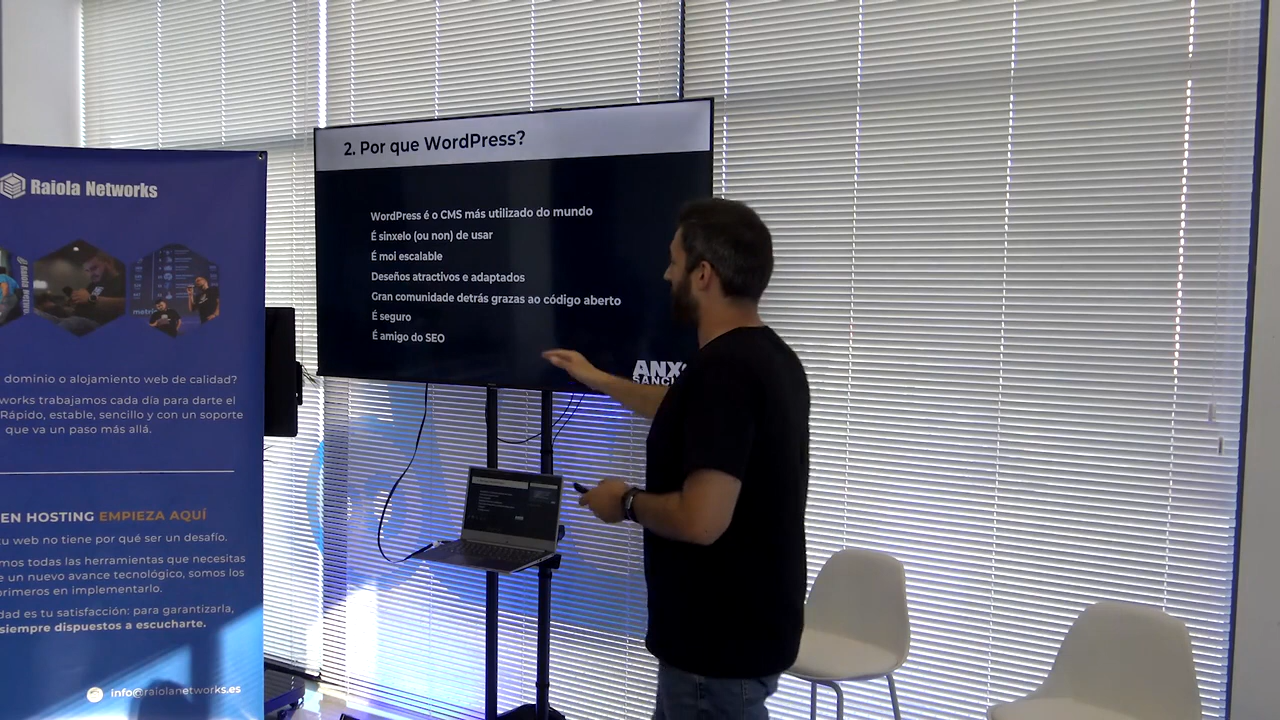 Raiola Networks
dominio o alojamiento web de calidad?
works trabajamos cada día para darte el
Rápido, estable, sencillo y con un soporte
que va un paso más allá.
EN HOSTING EMPIEZA AQUÍ
tu web no tiene por qué ser un desafío.
mos todas las herramientas que necesitas
e un nuevo avance tecnológico, somos los
primeros en implementarlo.
dad es tu satisfacción: para garantizarla,
siempre dispuestos a escucharte.
info@raiolanetworks.es
2. Por que WordPress?
WordPress é o CMS más utilizado do mundo
É sinxelo (ou non) de usar
É moi escalable
Deseños atractivos e adaptados
Gran comunidade detrás grazas ao código aberto
É seguro
É amigo do SEO
ANX
SANC